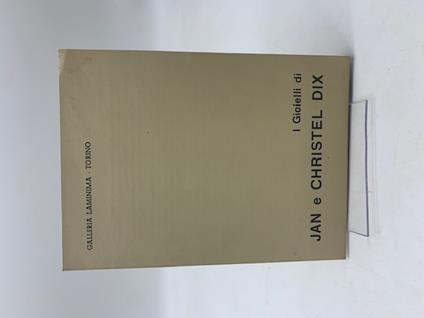 GALLERIA LAMINIMA - TORINO
I Gioielli di
JAN e CHRISTEL DIX